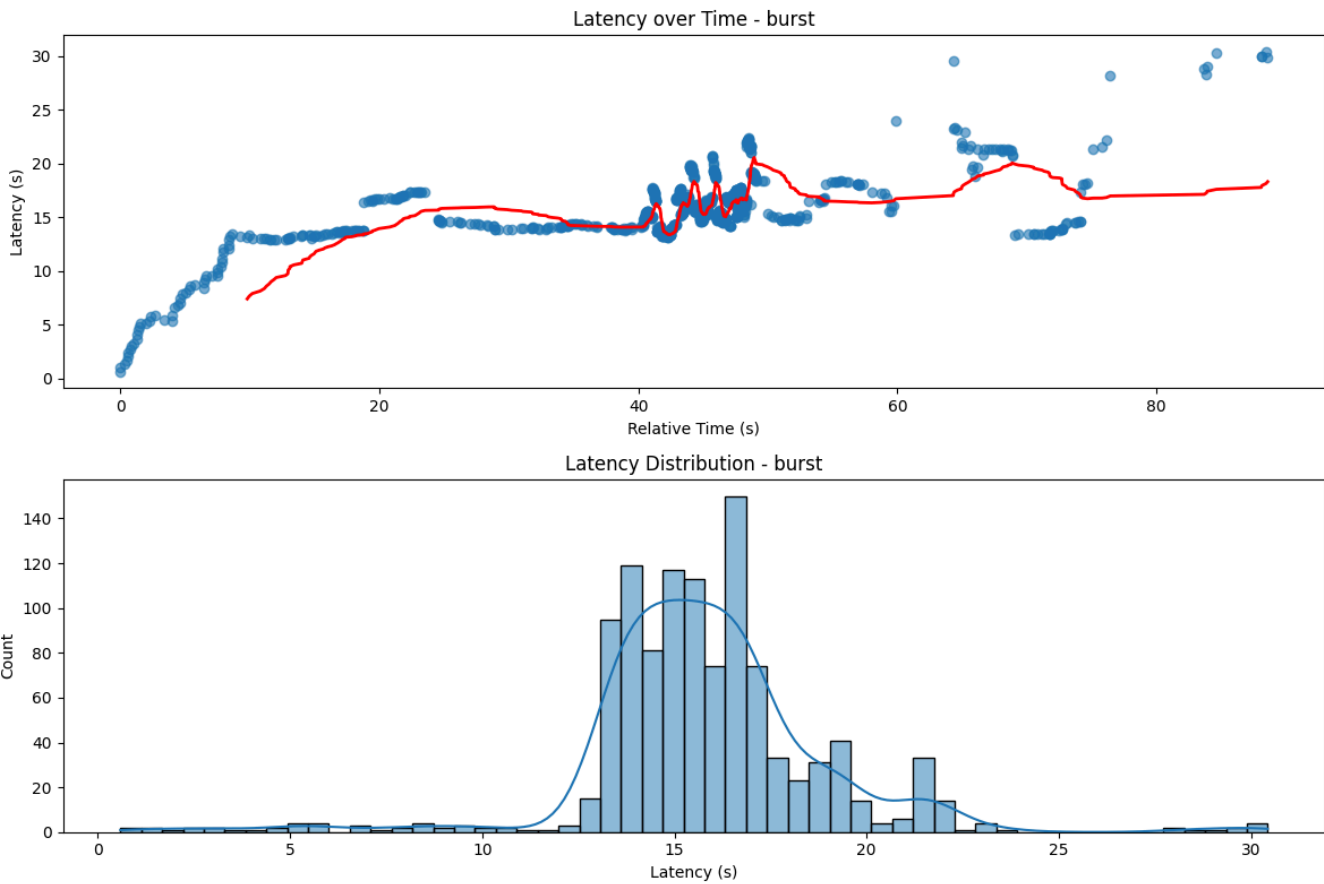 Latency over Time - burst
30
25
20
15
10
5
0
Latency (s)
0 20 40 60 80
Relative Time (s)
Latency Distribution - burst
140
120
100
80
60
40
20
0
Count
0 5 10 15 20 25 30
Latency (s)